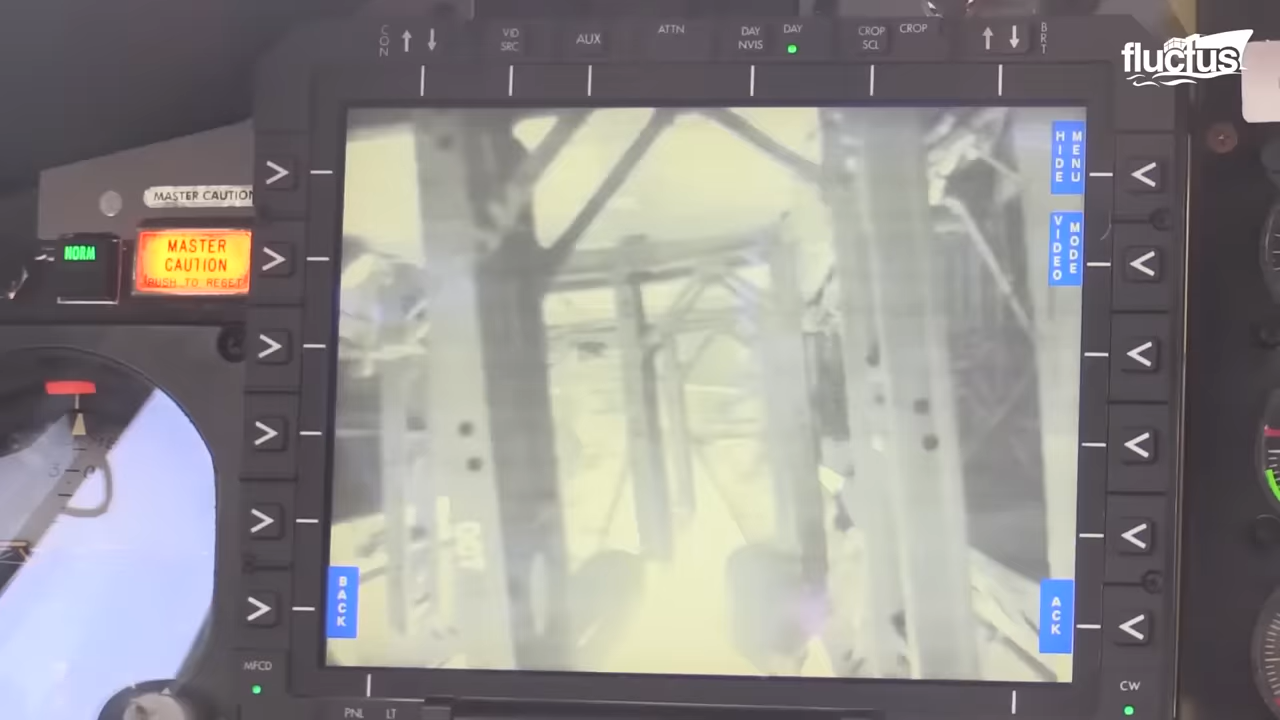 CON
VID
SRC
AUX
ATTN
DAY
NVIS
DAY
CROP
SCL
CROP
BRT
fluctus
HIDE
MENU
MASTER CAUTION
VIDEO
MODE
NORM
MASTER
CAUTION
PUSH TO RESET
3
BACK
ACK
MFCD
CW
PNL
LT